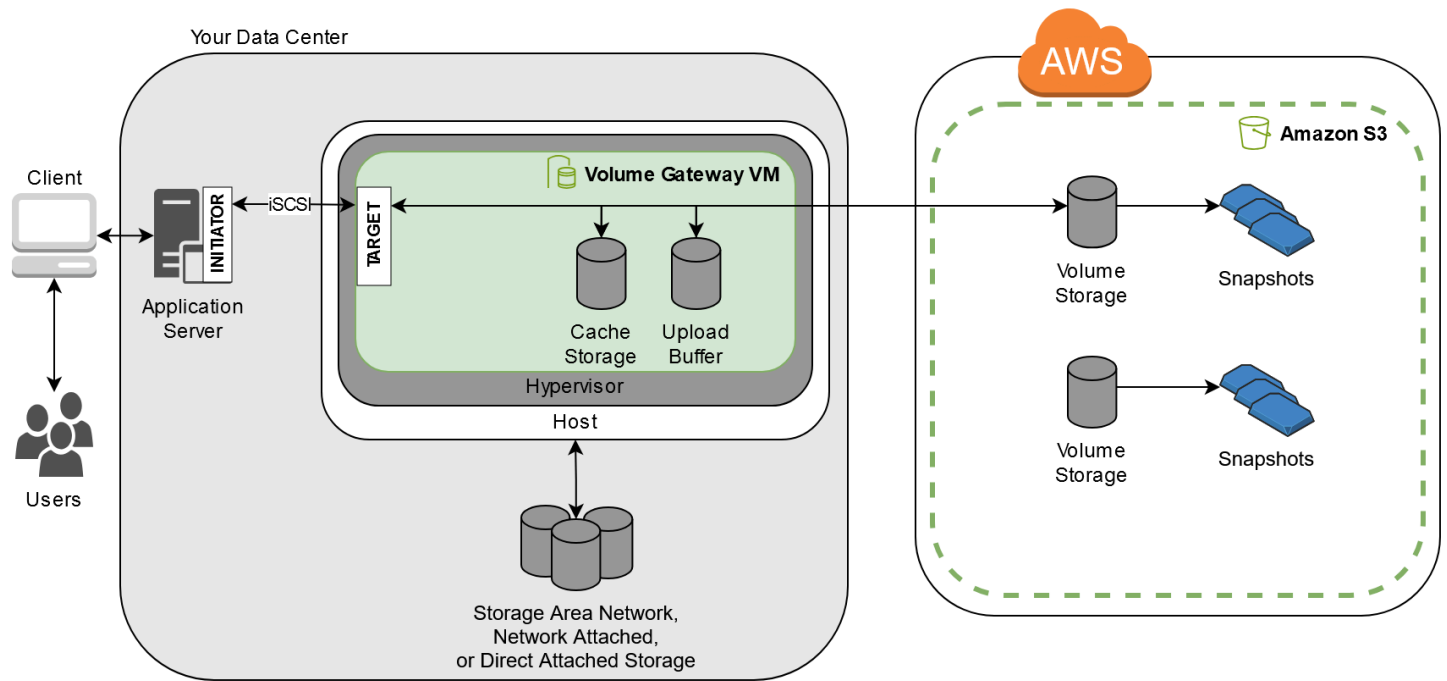 Your Data Center
AWS
Amazon S3
Client
INITIATOR
iSCSI
TARGET
Volume Gateway VM
Application
Server
Cache
Storage
Upload
Buffer
Hypervisor
Host
Users
Storage Area Network,
Network Attached,
or Direct Attached Storage
Volume
Storage
Snapshots
Volume
Storage
Snapshots